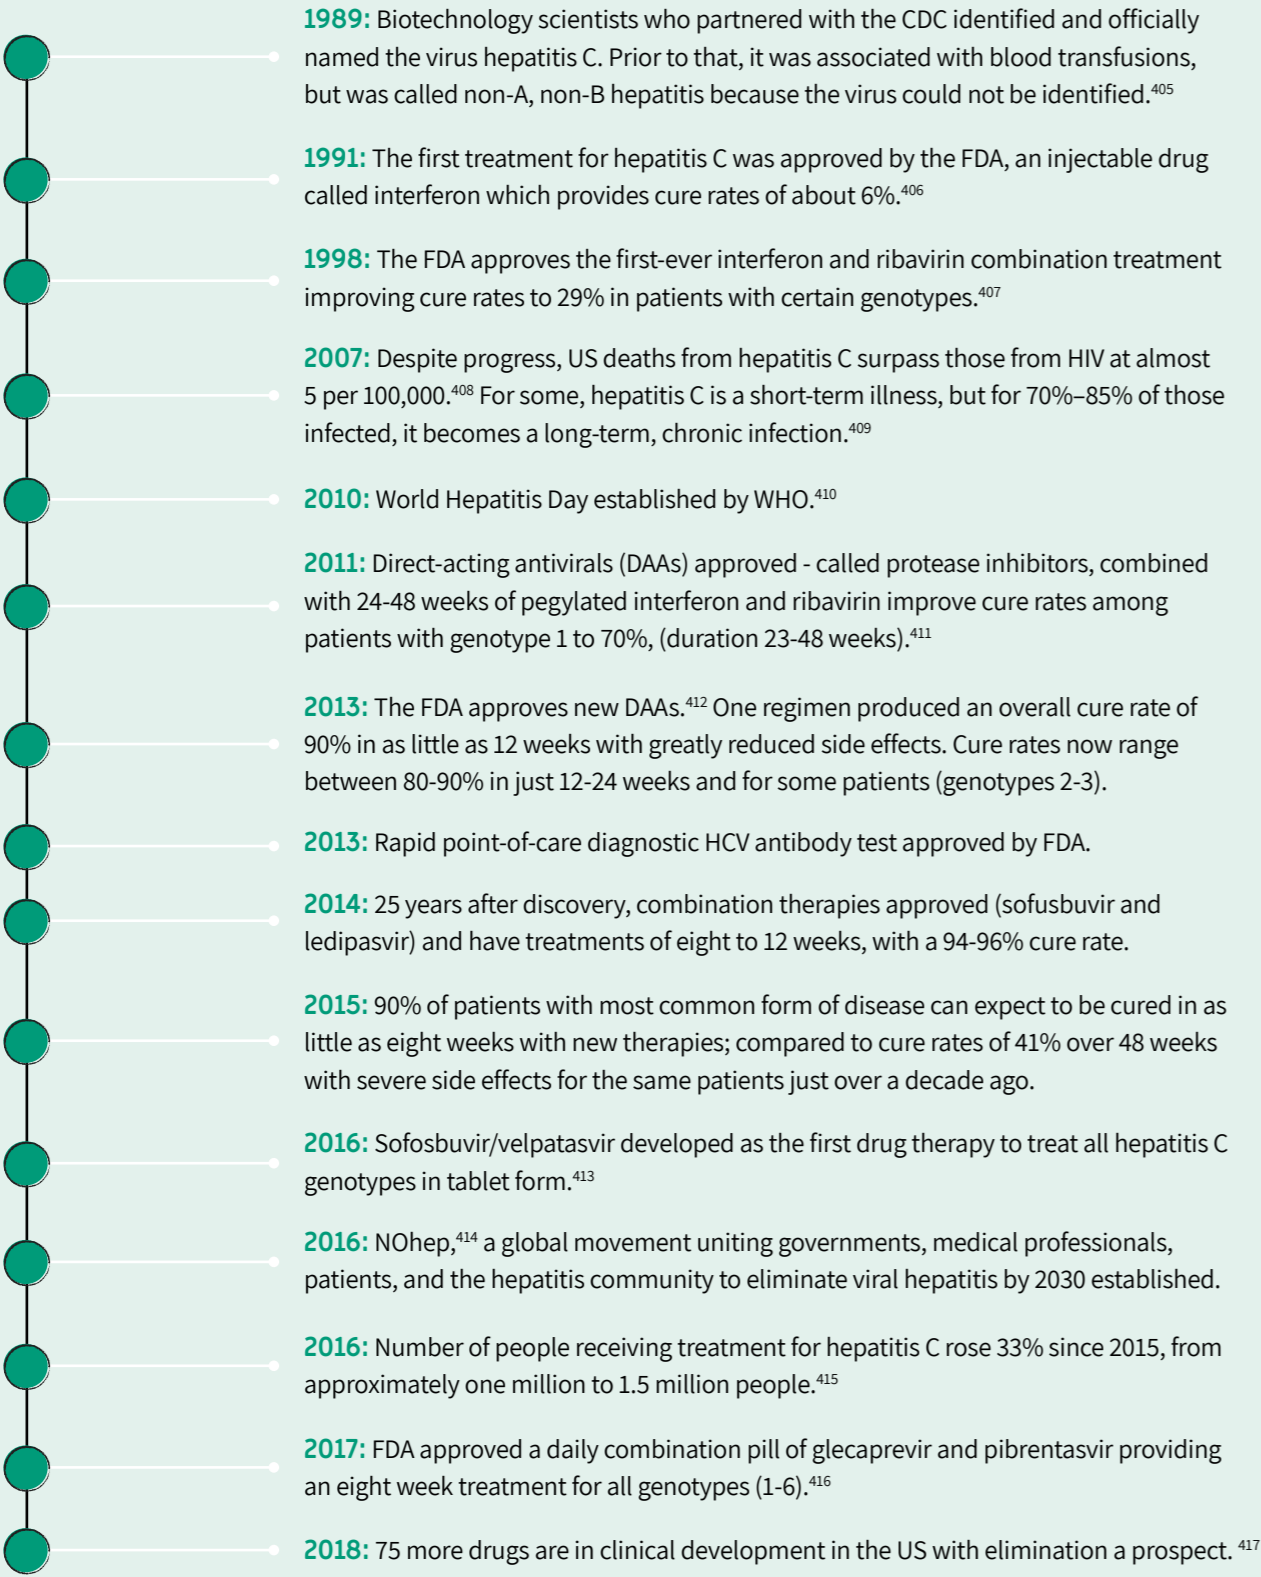 1989: Biotechnology scientists who partnered with the CDC identified and officially
named the virus hepatitis C. Prior to that, it was associated with blood transfusions,
but was called non-A, non-B hepatitis because the virus could not be identified.405
1991: The first treatment for hepatitis C was approved by the FDA, an injectable drug
called interferon which provides cure rates of about 6%.406
1998: The FDA approves the first-ever interferon and ribavirin combination treatment
improving cure rates to 29% in patients with certain genotypes.407
2007: Despite progress, US deaths from hepatitis C surpass those from HIV at almost
5 per 100,000.408 For some, hepatitis C is a short-term illness, but for 70%–85% of those
infected, it becomes a long-term, chronic infection.409
2010: World Hepatitis Day established by WHO.410
2011: Direct-acting antivirals (DAAs) approved - called protease inhibitors, combined
with 24-48 weeks of pegylated interferon and ribavirin improve cure rates among
patients with genotype 1 to 70%, (duration 23-48 weeks).411
2013: The FDA approves new DAAs.412 One regimen produced an overall cure rate of
90% in as little as 12 weeks with greatly reduced side effects. Cure rates now range
between 80-90% in just 12-24 weeks and for some patients (genotypes 2-3).
2013: Rapid point-of-care diagnostic HCV antibody test approved by FDA.
2014: 25 years after discovery, combination therapies approved (sofusbuvir and
ledipasvir) and have treatments of eight to 12 weeks, with a 94-96% cure rate.
2015: 90% of patients with most common form of disease can expect to be cured in as
little as eight weeks with new therapies; compared to cure rates of 41% over 48 weeks
with severe side effects for the same patients just over a decade ago.
2016: Sofosbuvir/velpatasvir developed as the first drug therapy to treat all hepatitis C
genotypes in tablet form.413
2016: NOhep,414 a global movement uniting governments, medical professionals,
patients, and the hepatitis community to eliminate viral hepatitis by 2030 established.
2016: Number of people receiving treatment for hepatitis C rose 33% since 2015, from
approximately one million to 1.5 million people.415
2017: FDA approved a daily combination pill of glecaprevir and pibrentasvir providing
an eight week treatment for all genotypes (1-6).416
2018: 75 more drugs are in clinical development in the US with elimination a prospect. 417